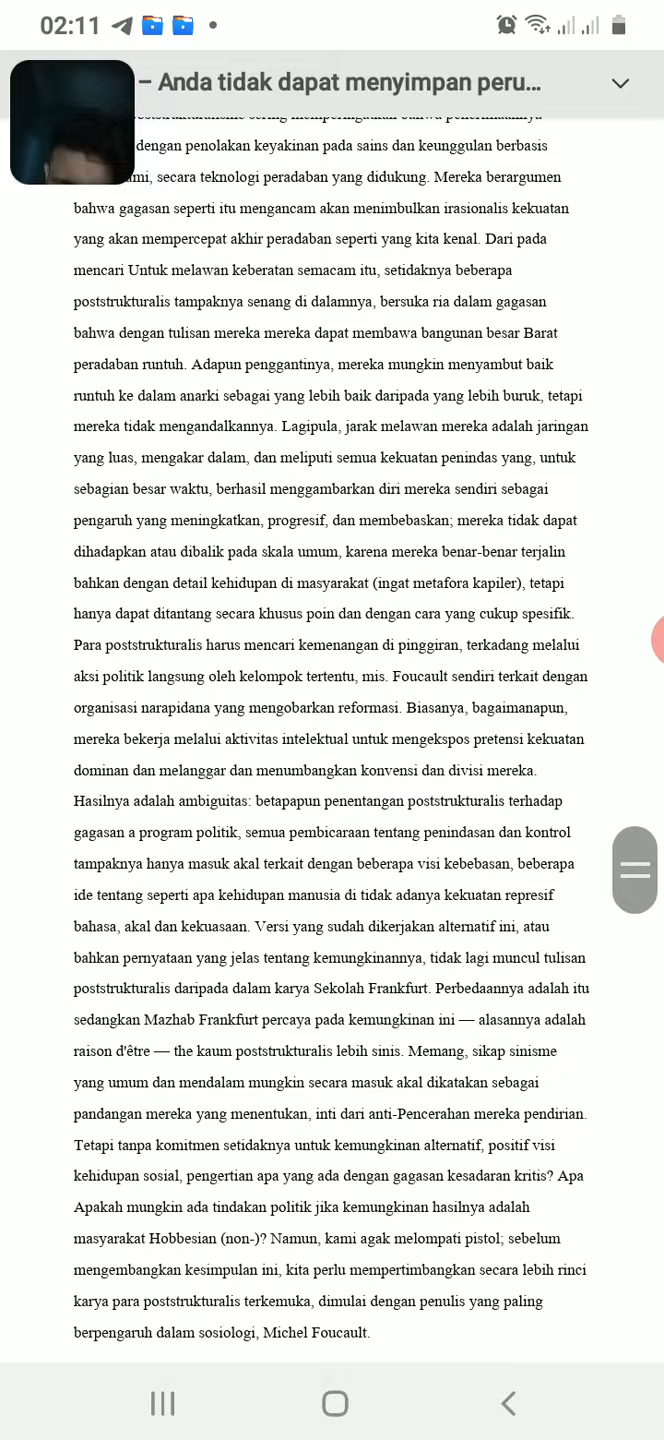 02:11
– Anda tidak dapat menyimpan peru...
dengan penolakan keyakinan pada sains dan keunggulan berbasis
secara teknologi peradaban yang didukung. Mereka berargumen
bahwa gagasan seperti itu mengancam akan menimbulkan irasionalis kekuatan
yang akan mempercepat akhir peradaban seperti yang kita kenal. Dari pada
mencari Untuk melawan keberatan semacam itu, setidaknya beberapa
poststrukturalis tampaknya senang di dalamnya, bersuka ria dalam gagasan
bahwa dengan tulisan mereka mereka dapat membawa bangunan besar Barat
peradaban runtuh. Adapun penggantinya, mereka mungkin menyambut baik
runtuh ke dalam anarki sebagai yang lebih baik daripada yang lebih buruk, tetapi
mereka tidak mengandalkannya. Lagipula, jarak melawan mereka adalah jaringan
yang luas, mengakar dalam, dan meliputi semua kekuatan penindas yang, untuk
sebagian besar waktu, berhasil menggambarkan diri mereka sendiri sebagai
pengaruh yang meningkatkan, progresif, dan membebaskan; mereka tidak dapat
dihadapkan atau dibalik pada skala umum, karena mereka benar-benar terjalin
bahkan dengan detail kehidupan di masyarakat (ingat metafora kapiler), tetapi
hanya dapat ditantang secara khusus poin dan dengan cara yang cukup spesifik.
Para poststrukturalis harus mencari kemenangan di pinggiran, terkadang melalui
aksi politik langsung oleh kelompok tertentu, mis. Foucault sendiri terkait dengan
organisasi narapidana yang mengobarkan reformasi. Biasanya, bagaimanapun,
mereka bekerja melalui aktivitas intelektual untuk mengekspos pretensi kekuatan
dominan dan melanggar dan menumbangkan konvensi dan divisi mereka.
Hasilnya adalah ambiguitas: betapapun penentangan poststrukturalis terhadap
gagasan a program politik, semua pembicaraan tentang penindasan dan kontrol
tampaknya hanya masuk akal terkait dengan beberapa visi kebebasan, beberapa
ide tentang seperti apa kehidupan manusia di tidak adanya kekuatan represif
bahasa, akal dan kekuasaan. Versi yang sudah dikerjakan alternatif ini, atau
bahkan pernyataan yang jelas tentang kemungkinannya, tidak lagi muncul tulisan
poststrukturalis daripada dalam karya Sekolah Frankfurt. Perbedaannya adalah itu
sedangkan Mazhab Frankfurt percaya pada kemungkinan ini — alasannya adalah
raison d'être — the kaum poststrukturalis lebih sinis. Memang, sikap sinisme
yang umum dan mendalam mungkin secara masuk akal dikatakan sebagai
pandangan mereka yang menentukan, inti dari anti-Pencerahan mereka pendirian.
Tetapi tanpa komitmen setidaknya untuk kemungkinan alternatif, positif visi
kehidupan sosial, pengertian apa yang ada dengan gagasan kesadaran kritis? Apa
Apakah mungkin ada tindakan politik jika kemungkinan hasilnya adalah
masyarakat Hobbesian (non-)? Namun, kami agak melompati pistol; sebelum
mengembangkan kesimpulan ini, kita perlu mempertimbangkan secara lebih rinci
karya para poststrukturalis terkemuka, dimulai dengan penulis yang paling
berpengaruh dalam sosiologi, Michel Foucault.